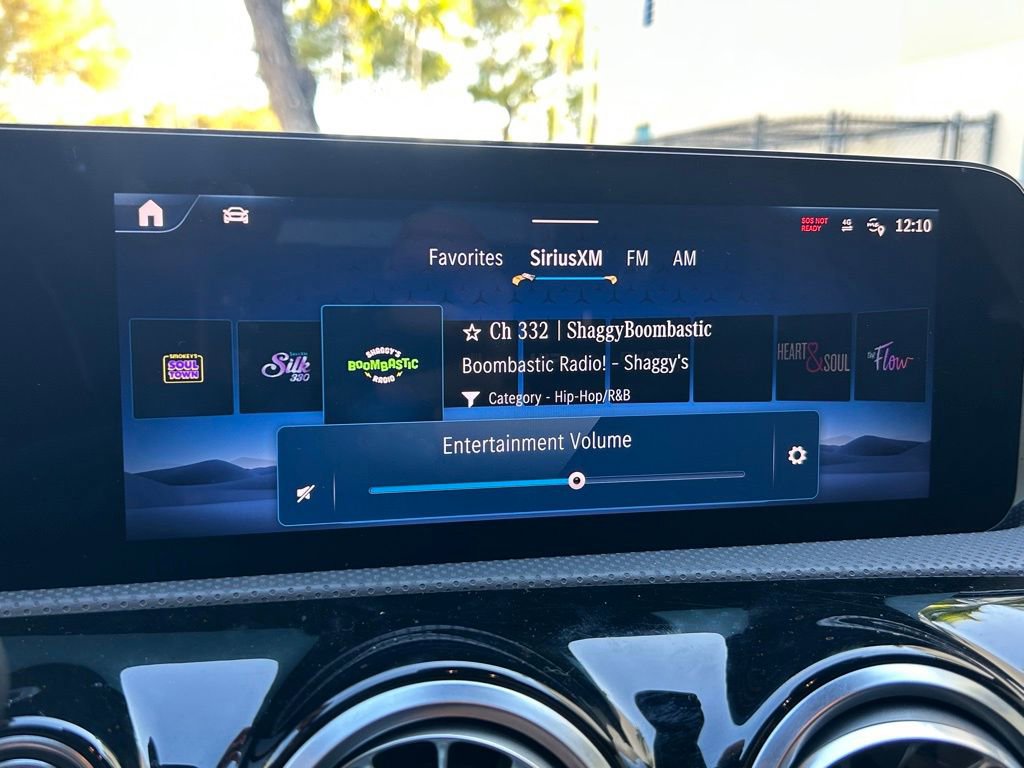 SOS NOT
READY
4G
12:10
Favorites SiriusXM FM AM
SMOKEY'S
SOUL
TOWN
Silk
330
SHAGGY'S
BOOMBASTIC
RADIO
Ch 332 | ShaggyBoombastic
Boombastic Radio! - Shaggy's
Category - Hip-Hop/R&B
HEART & SOUL
THE Flow
Entertainment Volume